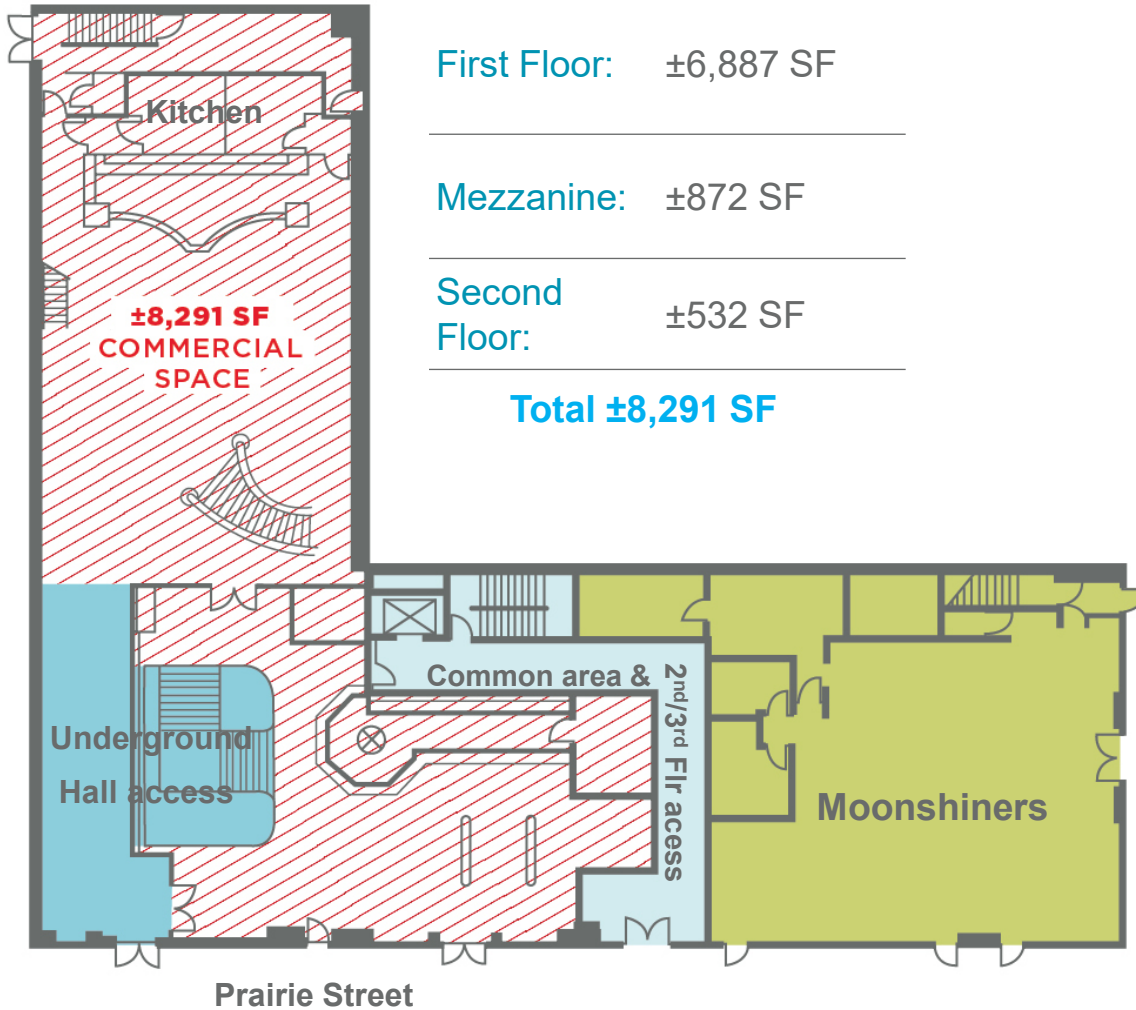 First Floor: ±6,887 SF
Kitchen
Mezzanine: ±872 SF
Second
Floor: ±532 SF
±8,291 SF
COMMERCIAL
SPACE
Total ±8,291 SF
Common area &
2nd/3rd Flr acess
Underground
Hall access
Moonshiners
Prairie Street